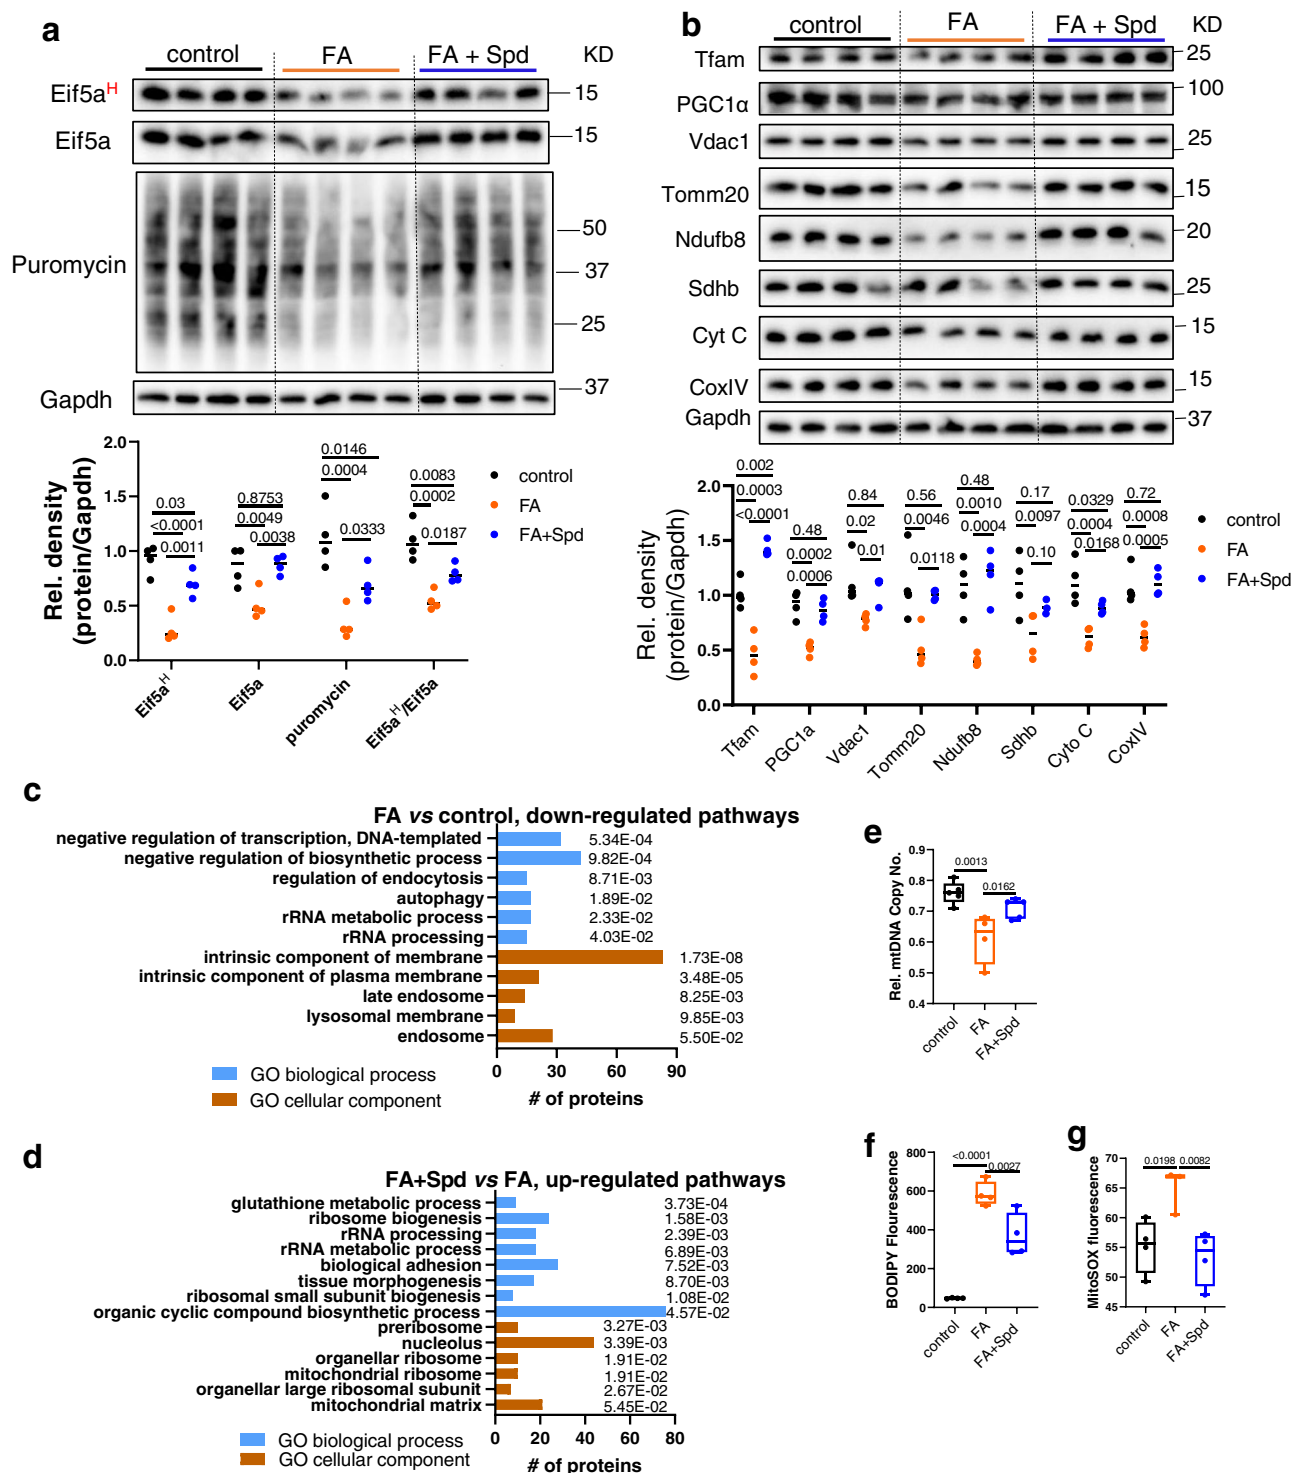 a
control FA FA + Spd KD
Eif5aH 15
Eif5a 15
Puromycin
50
37
25
Gapdh 37
Rel. density
(protein/Gapdh)
2.0
1.5
1.0
0.5
0.0
0.03
<0.0001
0.0011
0.8753
0.0049
0.0038
0.0146
0.0004
0.0333
0.0083
0.0002
0.0187
control
FA
FA+Spd
Eif5aH
Eif5a
puromycin
Eif5aH/Eif5a
b
control FA FA + Spd KD
Tfam 25
PGC1α 100
Vdac1 25
Tomm20 15
Ndufb8 20
Sdhb 25
Cyt C 15
CoxIV 15
Gapdh 37
Rel. density
(protein/Gapdh)
2.0
1.5
1.0
0.5
0.0
0.002
0.0003
<0.0001
0.48
0.0002
0.0006
0.84
0.02
0.01
0.56
0.0046
0.0118
0.48
0.0010
0.0004
0.17
0.0097
0.10
0.0329
0.0004
0.0168
0.72
0.0008
0.0005
control
FA
FA+Spd
Tfam
PGC1a
Vdac1
Tomm20
Ndufb8
Sdhb
Cyto C
CoxIV
c
FA vs control, down-regulated pathways
negative regulation of transcription, DNA-templated 5.34E-04
negative regulation of biosynthetic process 9.82E-04
regulation of endocytosis 8.71E-03
autophagy 1.89E-02
rRNA metabolic process 2.33E-02
rRNA processing 4.03E-02
intrinsic component of membrane 1.73E-08
intrinsic component of plasma membrane 3.48E-05
late endosome 8.25E-03
lysosomal membrane 9.85E-03
endosome 5.50E-02
0 30 60 90
# of proteins
GO biological process
GO cellular component
d
FA+Spd vs FA, up-regulated pathways
glutathione metabolic process 3.73E-04
ribosome biogenesis 1.58E-03
rRNA processing 2.39E-03
rRNA metabolic process 6.89E-03
biological adhesion 7.52E-03
tissue morphogenesis 8.70E-03
ribosomal small subunit biogenesis 1.08E-02
organic cyclic compound biosynthetic process 4.57E-02
preribosome 3.27E-03
nucleolus 3.39E-03
organellar ribosome 1.91E-02
mitochondrial ribosome 1.91E-02
organellar large ribosomal subunit 2.67E-02
mitochondrial matrix 5.45E-02
0 20 40 60 80
# of proteins
GO biological process
GO cellular component
e
Rel. mtDNA Copy No.
0.9
0.8
0.7
0.6
0.5
0.4
0.0013
0.0162
control
FA
FA+Spd
f
BODIPY Flourescence
800
600
400
200
0
<0.0001
0.0027
control
FA
FA+Spd
g
MitoSOX fluorescence
70
65
60
55
50
45
0.0198 0.0082
control
FA
FA+Spd